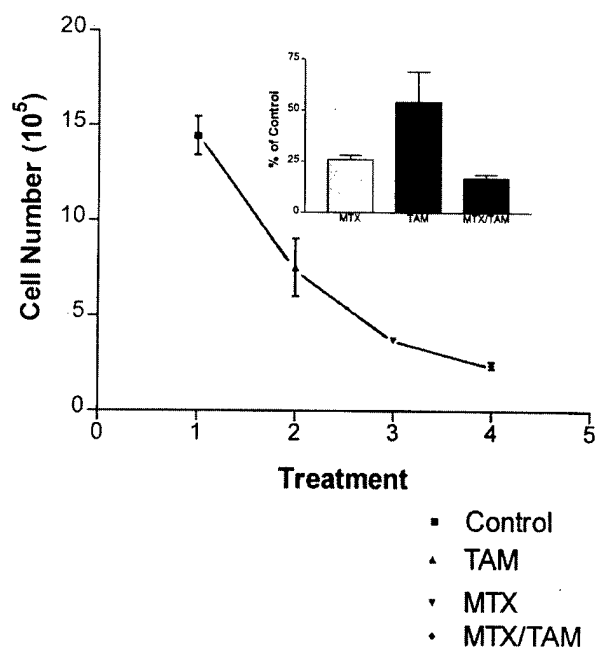 20
15
10
5
0
Cell Number (10⁵)
75
50
25
0
% of Control
MTX
TAM
MTX/TAM
0 1 2 3 4 5
Treatment
Control
TAM
MTX
MTX/TAM